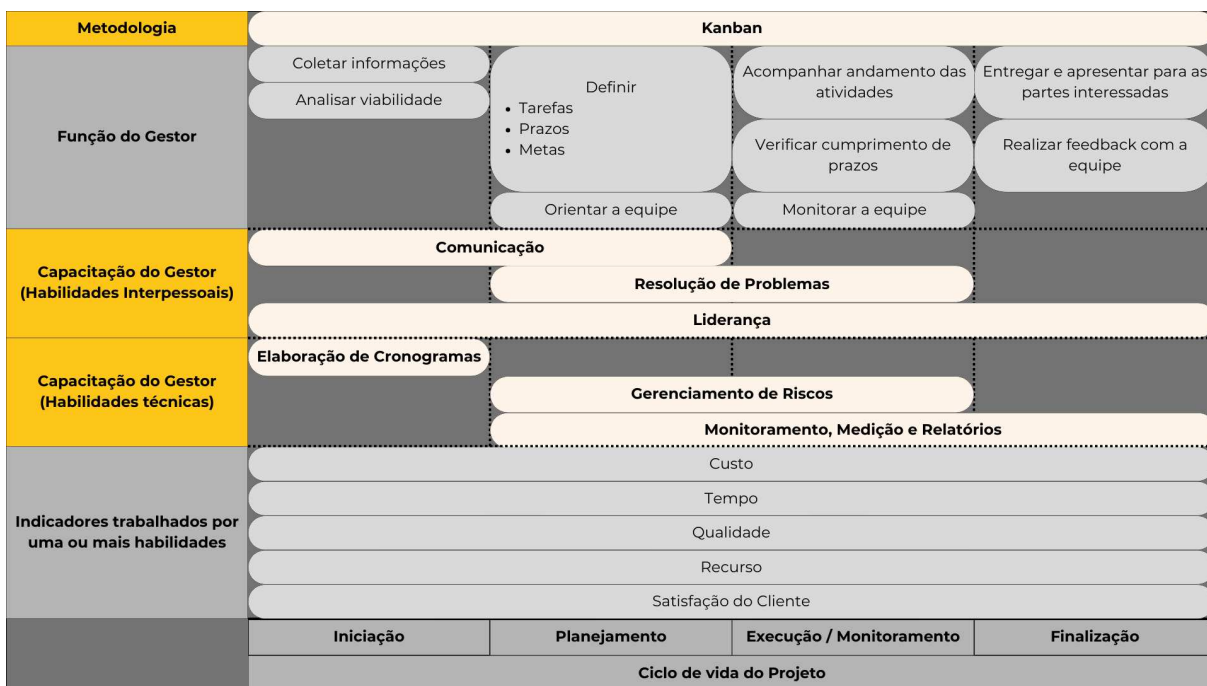 Metodologia
Kanban
Função do Gestor
Coletar informações
Analisar viabilidade
Definir
• Tarefas
• Prazos
• Metas
Orientar a equipe
Acompanhar andamento das
atividades
Verificar cumprimento de
prazos
Monitorar a equipe
Entregar e apresentar para as
partes interessadas
Realizar feedback com a
equipe
Capacitação do Gestor
(Habilidades Interpessoais)
Comunicação
Resolução de Problemas
Liderança
Capacitação do Gestor
(Habilidades técnicas)
Elaboração de Cronogramas
Gerenciamento de Riscos
Monitoramento, Medição e Relatórios
Indicadores trabalhados por
uma ou mais habilidades
Custo
Tempo
Qualidade
Recurso
Satisfação do Cliente
Iniciação
Planejamento
Execução / Monitoramento
Finalização
Ciclo de vida do Projeto